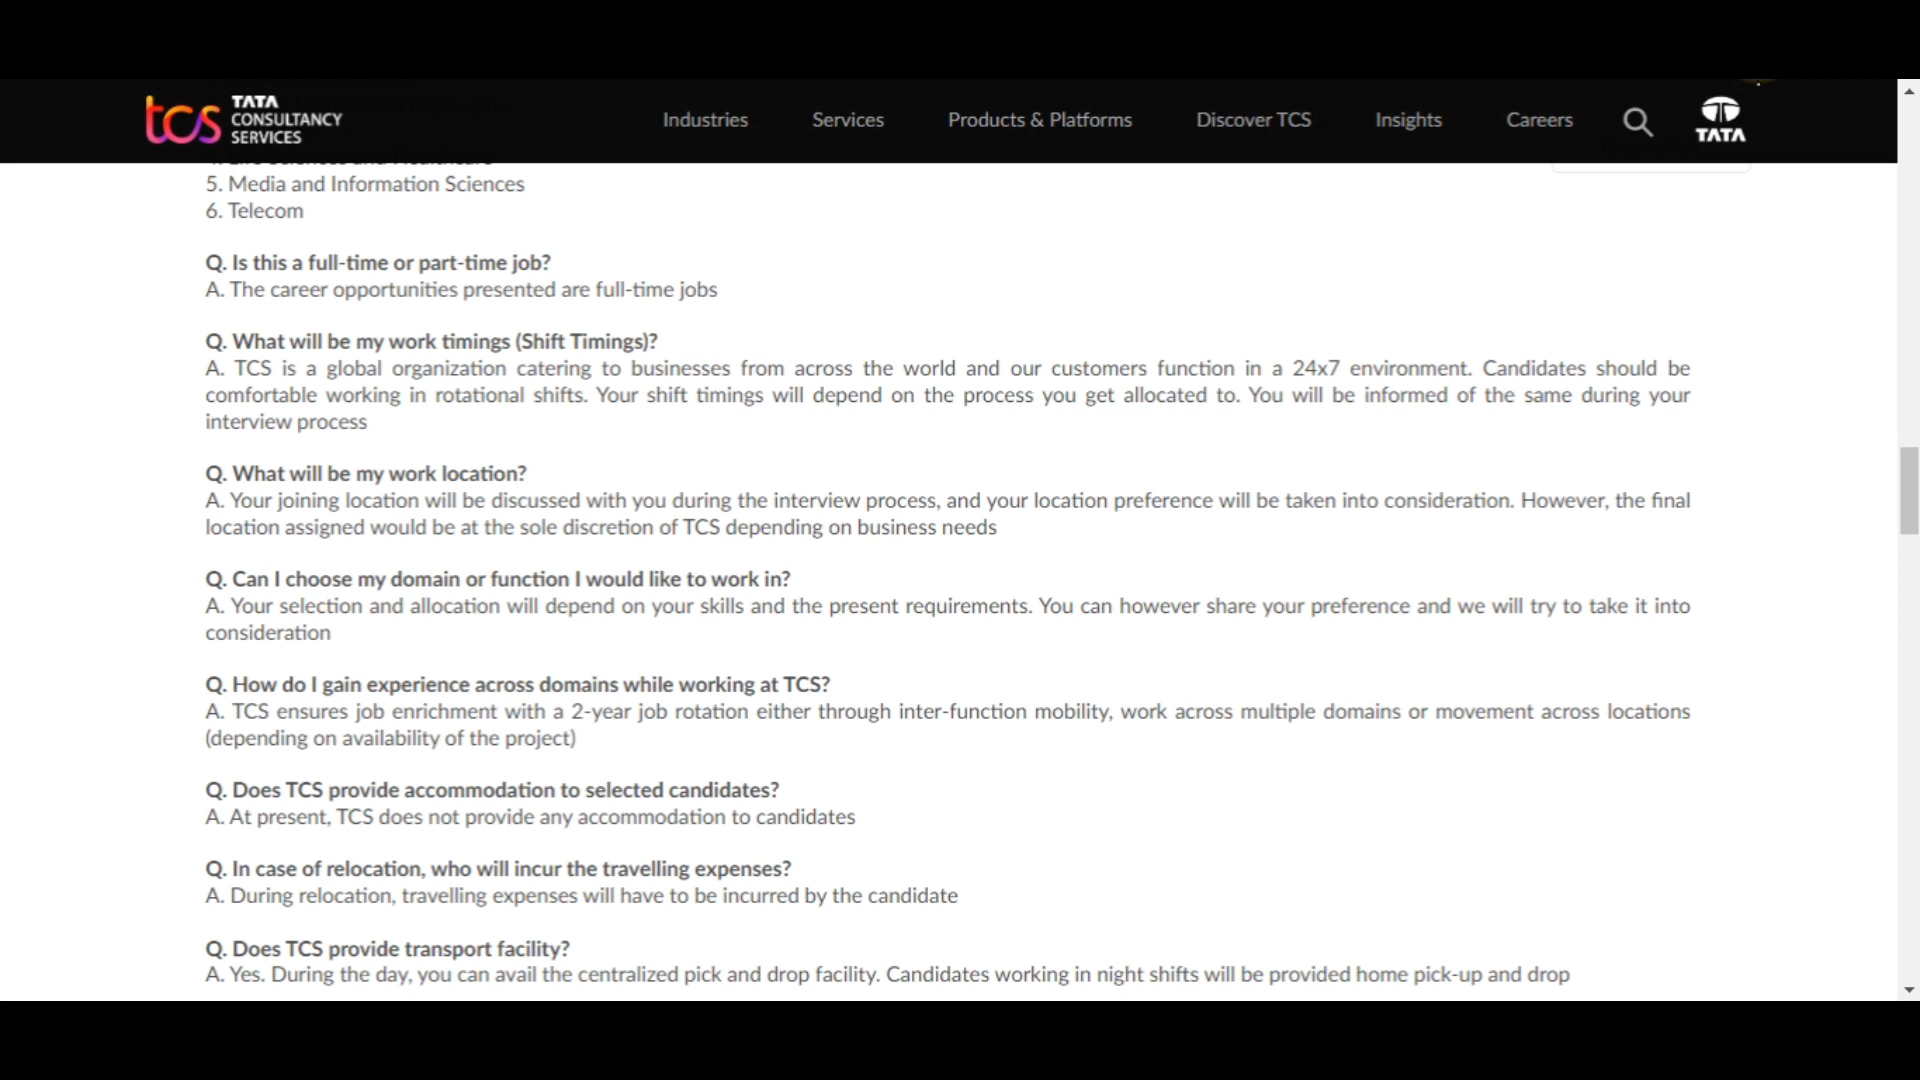 tcs TATA
CONSULTANCY
SERVICES
Industries
Services
Products & Platforms
Discover TCS
Insights
Careers
TATA
5. Media and Information Sciences
6. Telecom
Q. Is this a full-time or part-time job?
A. The career opportunities presented are full-time jobs
Q. What will be my work timings (Shift Timings)?
A. TCS is a global organization catering to businesses from across the world and our customers function in a 24x7 environment. Candidates should be
comfortable working in rotational shifts. Your shift timings will depend on the process you get allocated to. You will be informed of the same during your
interview process
Q. What will be my work location?
A. Your joining location will be discussed with you during the interview process, and your location preference will be taken into consideration. However, the final
location assigned would be at the sole discretion of TCS depending on business needs
Q. Can I choose my domain or function I would like to work in?
A. Your selection and allocation will depend on your skills and the present requirements. You can however share your preference and we will try to take it into
consideration
Q. How do I gain experience across domains while working at TCS?
A. TCS ensures job enrichment with a 2-year job rotation either through inter-function mobility, work across multiple domains or movement across locations
(depending on availability of the project)
Q. Does TCS provide accommodation to selected candidates?
A. At present, TCS does not provide any accommodation to candidates
Q. In case of relocation, who will incur the travelling expenses?
A. During relocation, travelling expenses will have to be incurred by the candidate
Q. Does TCS provide transport facility?
A. Yes. During the day, you can avail the centralized pick and drop facility. Candidates working in night shifts will be provided home pick-up and drop